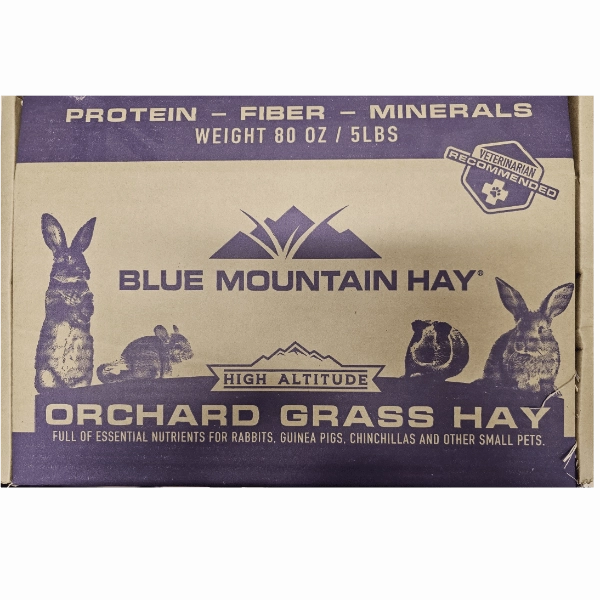 PROTEIN – FIBER – MINERALS
WEIGHT 80 OZ / 5LBS
VETERINARIAN
RECOMMENDED
BLUE MOUNTAIN HAY®
HIGH ALTITUDE
ORCHARD GRASS HAY
FULL OF ESSENTIAL NUTRIENTS FOR RABBITS, GUINEA PIGS, CHINCHILLAS AND OTHER SMALL PETS.